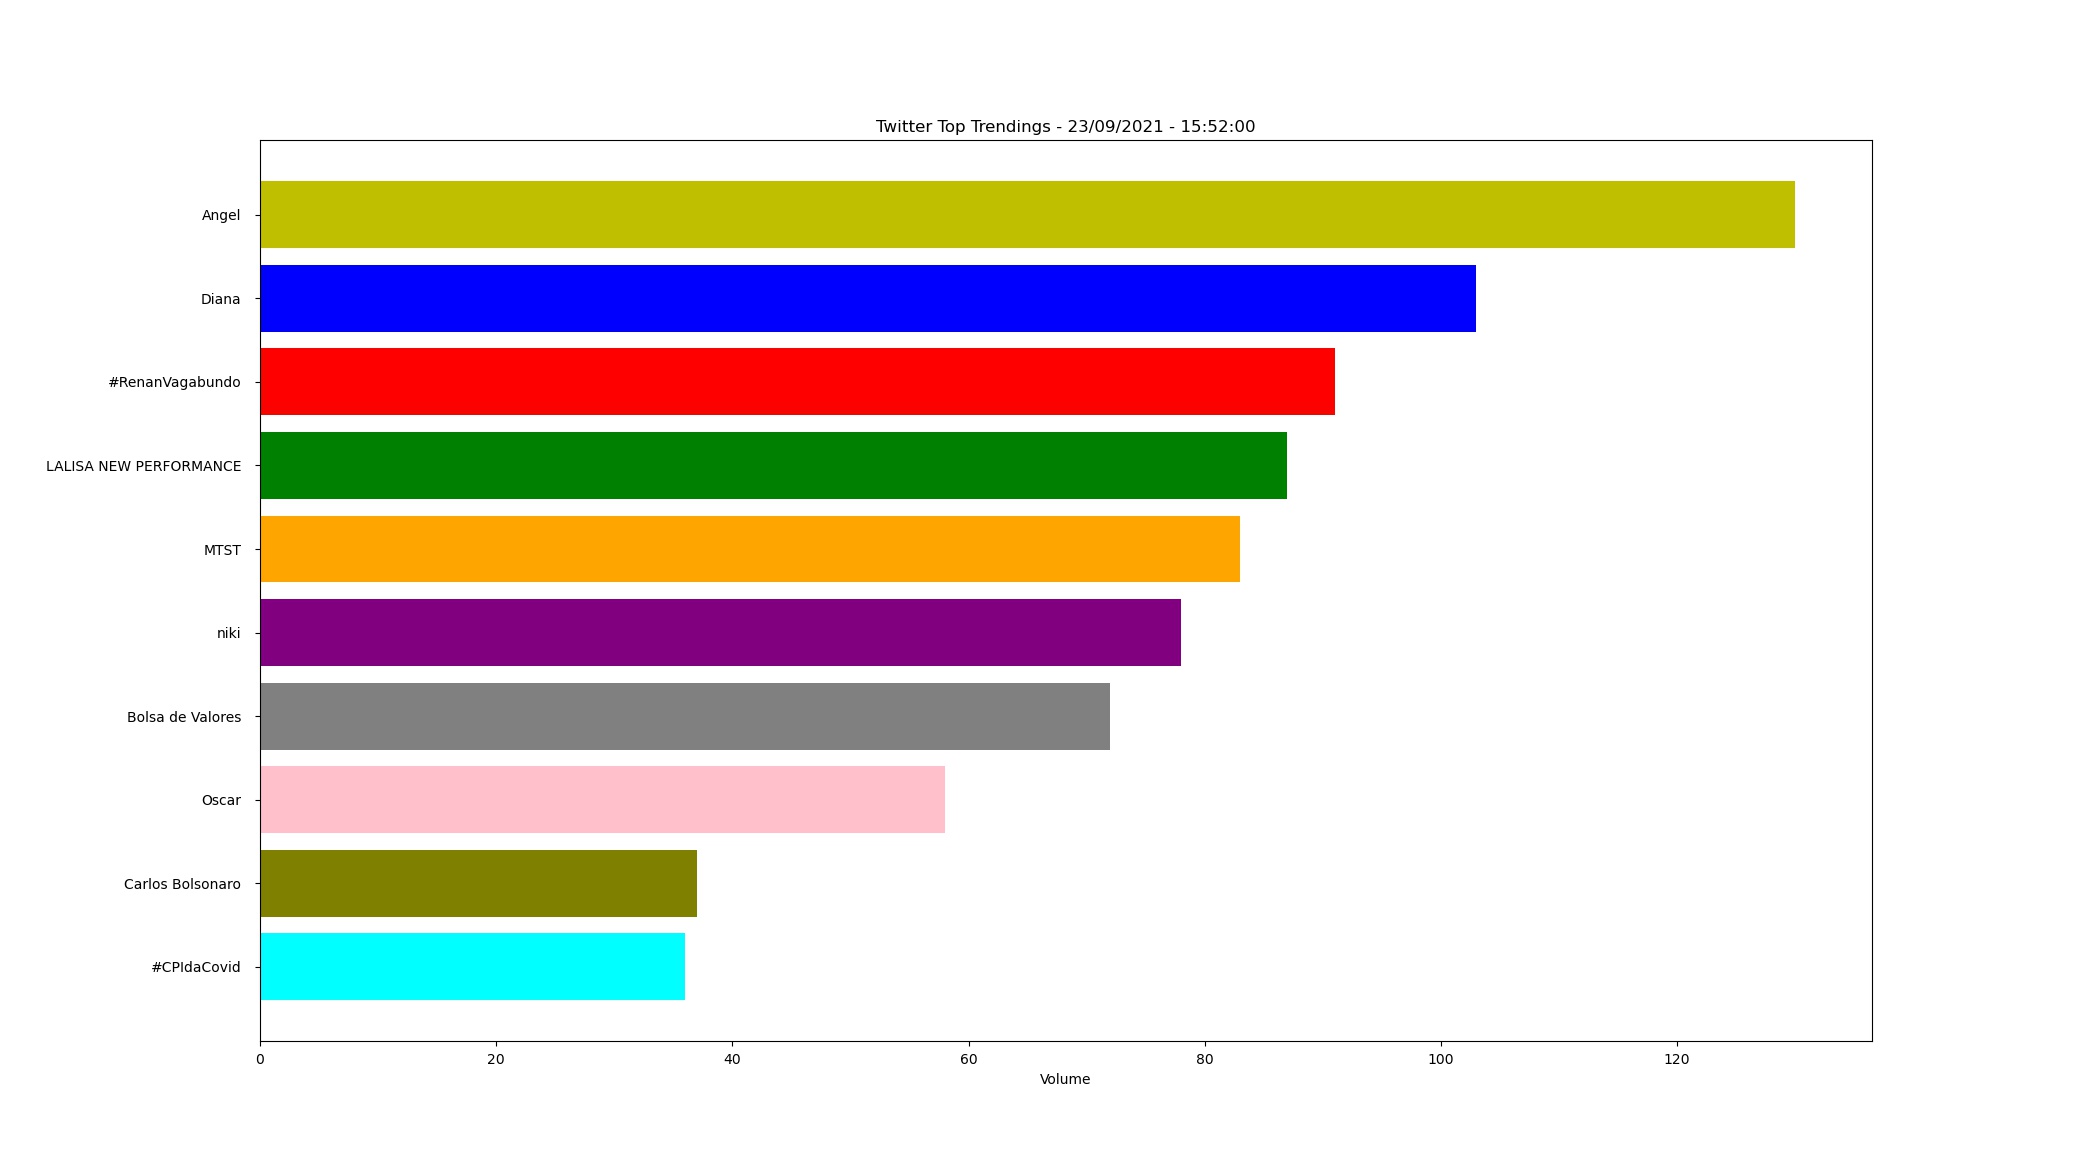 Twitter Top Trendings - 23/09/2021 - 15:52:00
Angel
Diana
#RenanVagabundo
LALISA NEW PERFORMANCE
MTST
niki
Bolsa de Valores
Oscar
Carlos Bolsonaro
#CPIdaCovid
0 20 40 60 80 100 120
Volume